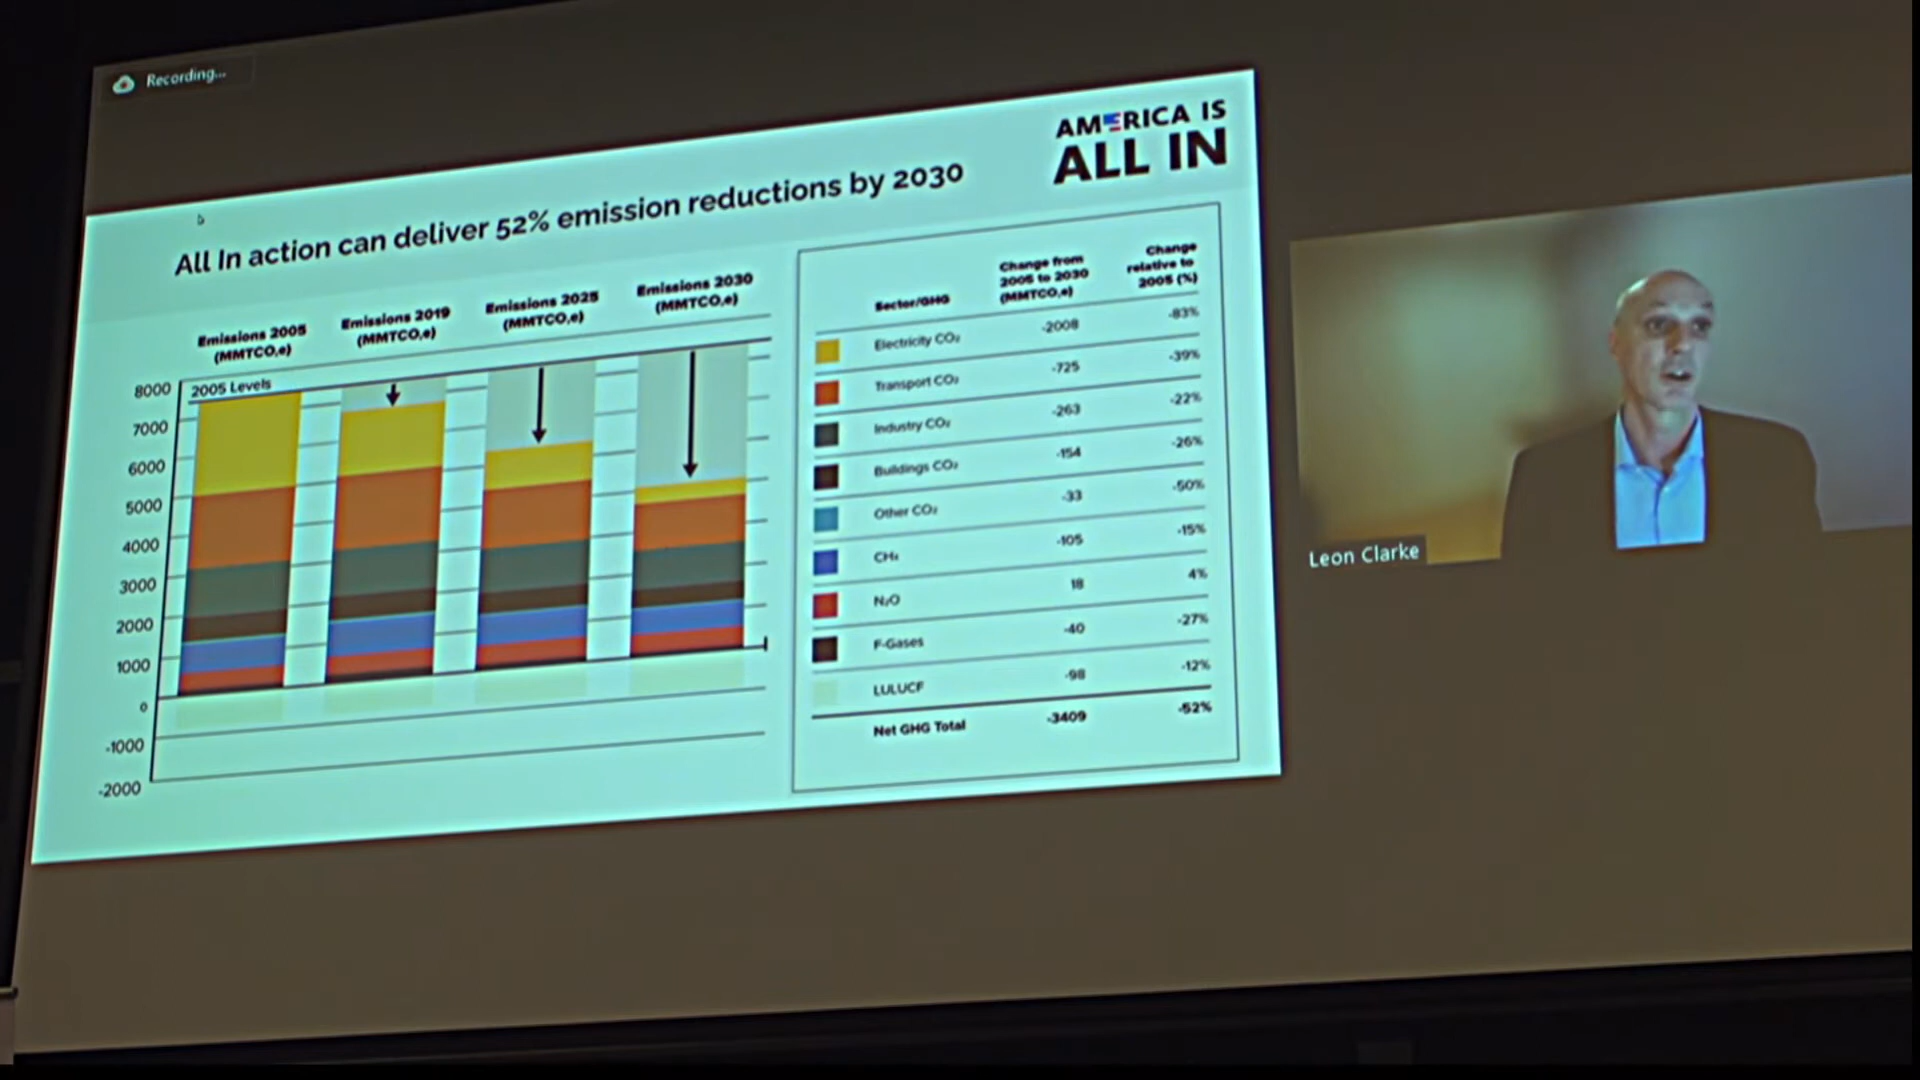 Recording...
AMERICA IS
ALL IN
All In action can deliver 52% emission reductions by 2030
Emissions 2005
(MMTCO₂e)
Emissions 2019
(MMTCO₂e)
Emissions 2025
(MMTCO₂e)
Emissions 2030
(MMTCO₂e)
8000
7000
6000
5000
4000
3000
2000
1000
0
-1000
-2000
2005 Levels
Sector/GHG
Change from
2005 to 2030
(MMTCO₂e)
Change
relative to
2005 (%)
Electricity CO₂ -2008 -83%
Transport CO₂ -725 -39%
Industry CO₂ -263 -22%
Buildings CO₂ -154 -26%
Other CO₂ -33 -50%
CH₄ -105 -15%
N₂O 18 4%
F-Gases -40 -27%
LULUCF -98 -12%
Net GHG Total -3409 -52%
Leon Clarke